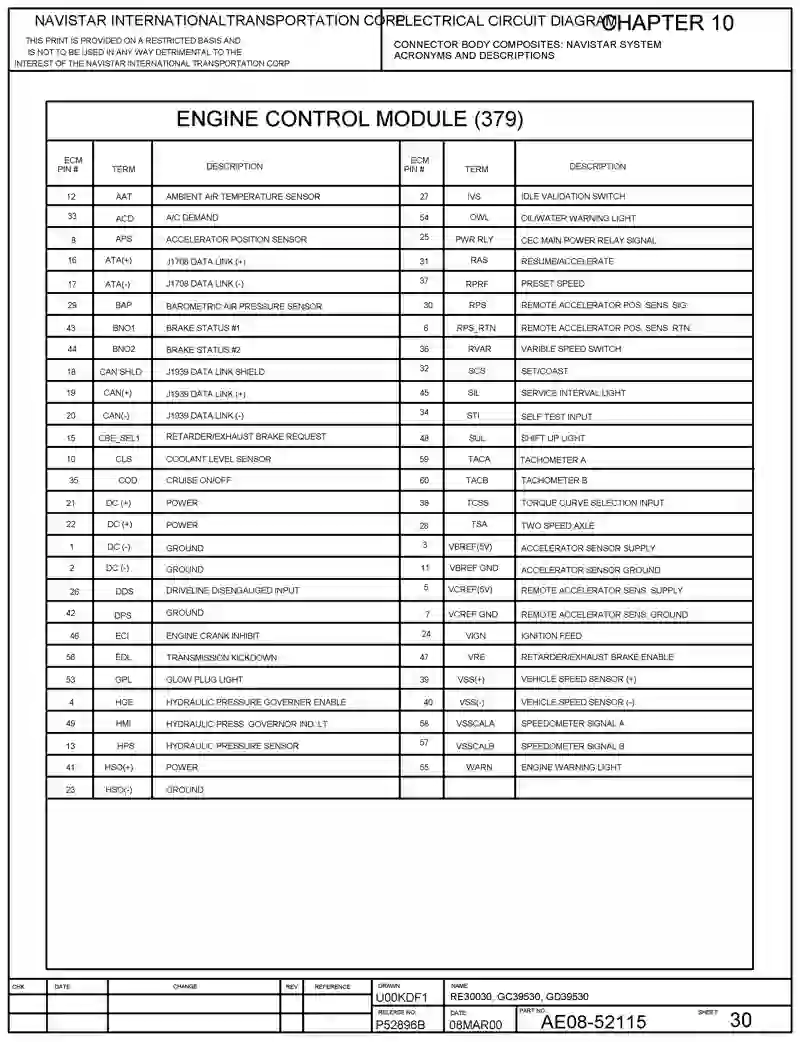 NAVISTAR INTERNATIONALTRANSPORTATION CORP.
THIS PRINT IS PROVIDED ON A RESTRICTED BASIS AND
IS NOT TO BE USED IN ANY WAY DETRIMENTAL TO THE
INTEREST OF THE NAVISTAR INTERNATIONAL TRANSPORTATION CORP
ELECTRICAL CIRCUIT DIAGRAM
CHAPTER 10
CONNECTOR BODY COMPOSITES: NAVISTAR SYSTEM
ACRONYMS AND DESCRIPTIONS
ENGINE CONTROL MODULE (379)
ECM PIN # TERM DESCRIPTION ECM PIN # TERM DESCRIPTION
12 AAT AMBIENT AIR TEMPERATURE SENSOR 27 IVS IDLE VALIDATION SWITCH
33 ACD A/C DEMAND 54 OWL OIL/WATER WARNING LIGHT
8 APS ACCELERATOR POSITION SENSOR 25 PWR RLY CEC MAIN POWER RELAY SIGNAL
16 ATA(+) J1708 DATA LINK (+) 31 RAS RESUME/ACCELERATE
17 ATA(-) J1708 DATA LINK (-) 37 RPRF PRESET SPEED
29 BAP BAROMETRIC AIR PRESSURE SENSOR 30 RPS REMOTE ACCELERATOR POS. SENS. SIG.
43 BNO1 BRAKE STATUS #1 6 RPS_RTN REMOTE ACCELERATOR POS. SENS. RTN.
44 BNO2 BRAKE STATUS #2 36 RVAR VARIBLE SPEED SWITCH
18 CAN SHLD J1939 DATA LINK SHIELD 32 SCS SET/COAST
19 CAN(+) J1939 DATA LINK (+) 45 SIL SERVICE INTERVAL LIGHT
20 CAN(-) J1939 DATA LINK (-) 34 STI SELF TEST INPUT
15 CBE_SEL1 RETARDER/EXHAUST BRAKE REQUEST 48 SUL SHIFT UP LIGHT
10 CLS COOLANT LEVEL SENSOR 59 TACA TACHOMETER A
35 COO CRUISE ON/OFF 60 TACB TACHOMETER B
21 DC (+) POWER 38 TCSS TORQUE CURVE SELECTION INPUT
22 DC (+) POWER 28 TSA TWO SPEED AXLE
1 DC (-) GROUND 3 VBREF(5V) ACCELERATOR SENSOR SUPPLY
2 DC (-) GROUND 11 VBREF GND ACCELERATOR SENSOR GROUND
26 DDS DRIVELINE DISENGAUGED INPUT 5 VCREF(5V) REMOTE ACCELERATOR SENS. SUPPLY
42 DPS GROUND 7 VCREF GND REMOTE ACCELERATOR SENS. GROUND
46 ECI ENGINE CRANK INHIBIT 24 VIGN IGNITION FEED
56 EDL TRANSMISSION KICKDOWN 47 VRE RETARDER/EXHAUST BRAKE ENABLE
53 GPL GLOW PLUG LIGHT 39 VSS(+) VEHICLE SPEED SENSOR (+)
4 HGE HYDRAULIC PRESSURE GOVERNER ENABLE 40 VSS(-) VEHICLE SPEED SENSOR (-)
49 HMI HYDRAULIC PRESS. GOVERNOR IND. LT 58 VSSCALA SPEEDOMETER SIGNAL A
13 HPS HYDRAULIC PRESSURE SENSOR 57 VSSCALB SPEEDOMETER SIGNAL B
41 HSO(+) POWER 55 WARN ENGINE WARNING LIGHT
23 HSO(-) GROUND
CHK DATE CHANGE REV REFERENCE
DRAWN
U00KDF1
NAME
RE30030, GC39530, GD39530
RELEASE NO.
P52896B
DATE
08MAR00
PART NO.
AE08-52115
SHEET
30